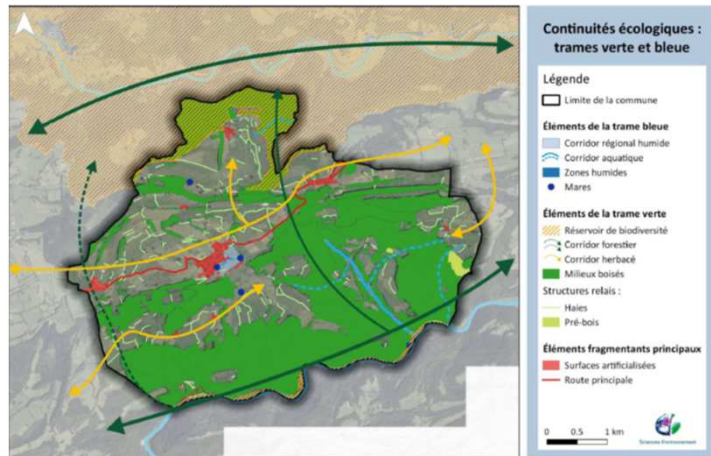 Continuités écologiques :
trames verte et bleue
Légende
Limite de la commune
Éléments de la trame bleue
Corridor régional humide
Corridor aquatique
Zones humides
Mares
Éléments de la trame verte
Réservoir de biodiversité
Corridor forestier
Corridor herbacé
Milieux boisés
Structures relais :
Haies
Pré-bois
Éléments fragmentants principaux
Surfaces artificialisées
Route principale
0 0.5 1 km
Sciences Environnement